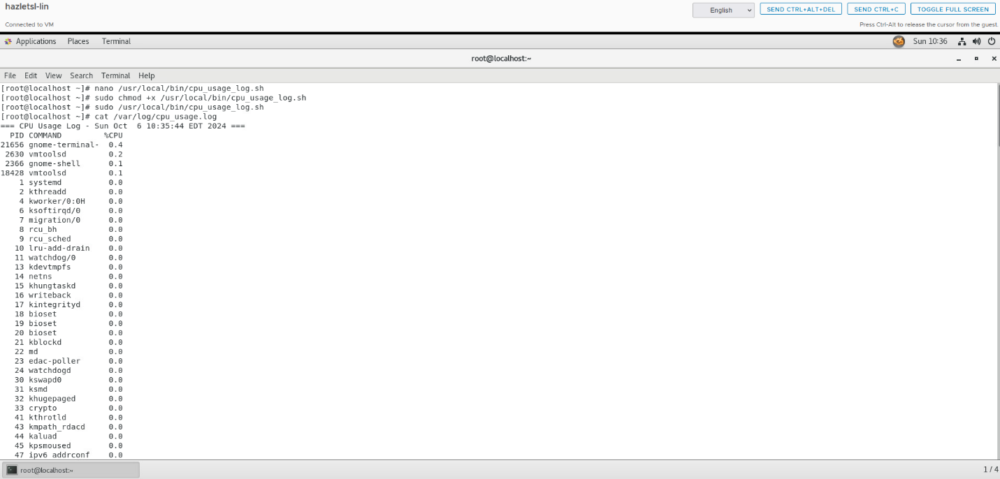 hazletsl-lin
English
SEND CTRL+ALT+DEL
SEND CTRL+C
TOGGLE FULL SCREEN
Connected to VM
Press Ctrl-Alt to release the cursor from the guest.
Applications Places Terminal
Sun 10:36
root@localhost:~
File Edit View Search Terminal Help
[root@localhost ~]# nano /usr/local/bin/cpu_usage_log.sh
[root@localhost ~]# sudo chmod +x /usr/local/bin/cpu_usage_log.sh
[root@localhost ~]# sudo /usr/local/bin/cpu_usage_log.sh
[root@localhost ~]# cat /var/log/cpu_usage.log
=== CPU Usage Log - Sun Oct  6 10:35:44 EDT 2024 ===
  PID COMMAND         %CPU
21656 gnome-terminal-  0.4
 2630 vmtoolsd         0.2
 2366 gnome-shell      0.1
18428 vmtoolsd         0.1
    1 systemd          0.0
    2 kthreadd         0.0
    4 kworker/0:0H     0.0
    6 ksoftirqd/0      0.0
    7 migration/0      0.0
    8 rcu_bh           0.0
    9 rcu_sched        0.0
   10 lru-add-drain    0.0
   11 watchdog/0       0.0
   13 kdevtmpfs        0.0
   14 netns            0.0
   15 khungtaskd       0.0
   16 writeback        0.0
   17 kintegrityd      0.0
   18 bioset           0.0
   19 bioset           0.0
   20 bioset           0.0
   21 kblockd          0.0
   22 md               0.0
   23 edac-poller      0.0
   24 watchdogd        0.0
   30 kswapd0          0.0
   31 ksmd             0.0
   32 khugepaged       0.0
   33 crypto           0.0
   41 kthrotld         0.0
   43 kmpath_rdacd     0.0
   44 kaluad           0.0
   45 kpsmoused        0.0
   47 ipv6_addrconf    0.0
root@localhost:~
1 / 4